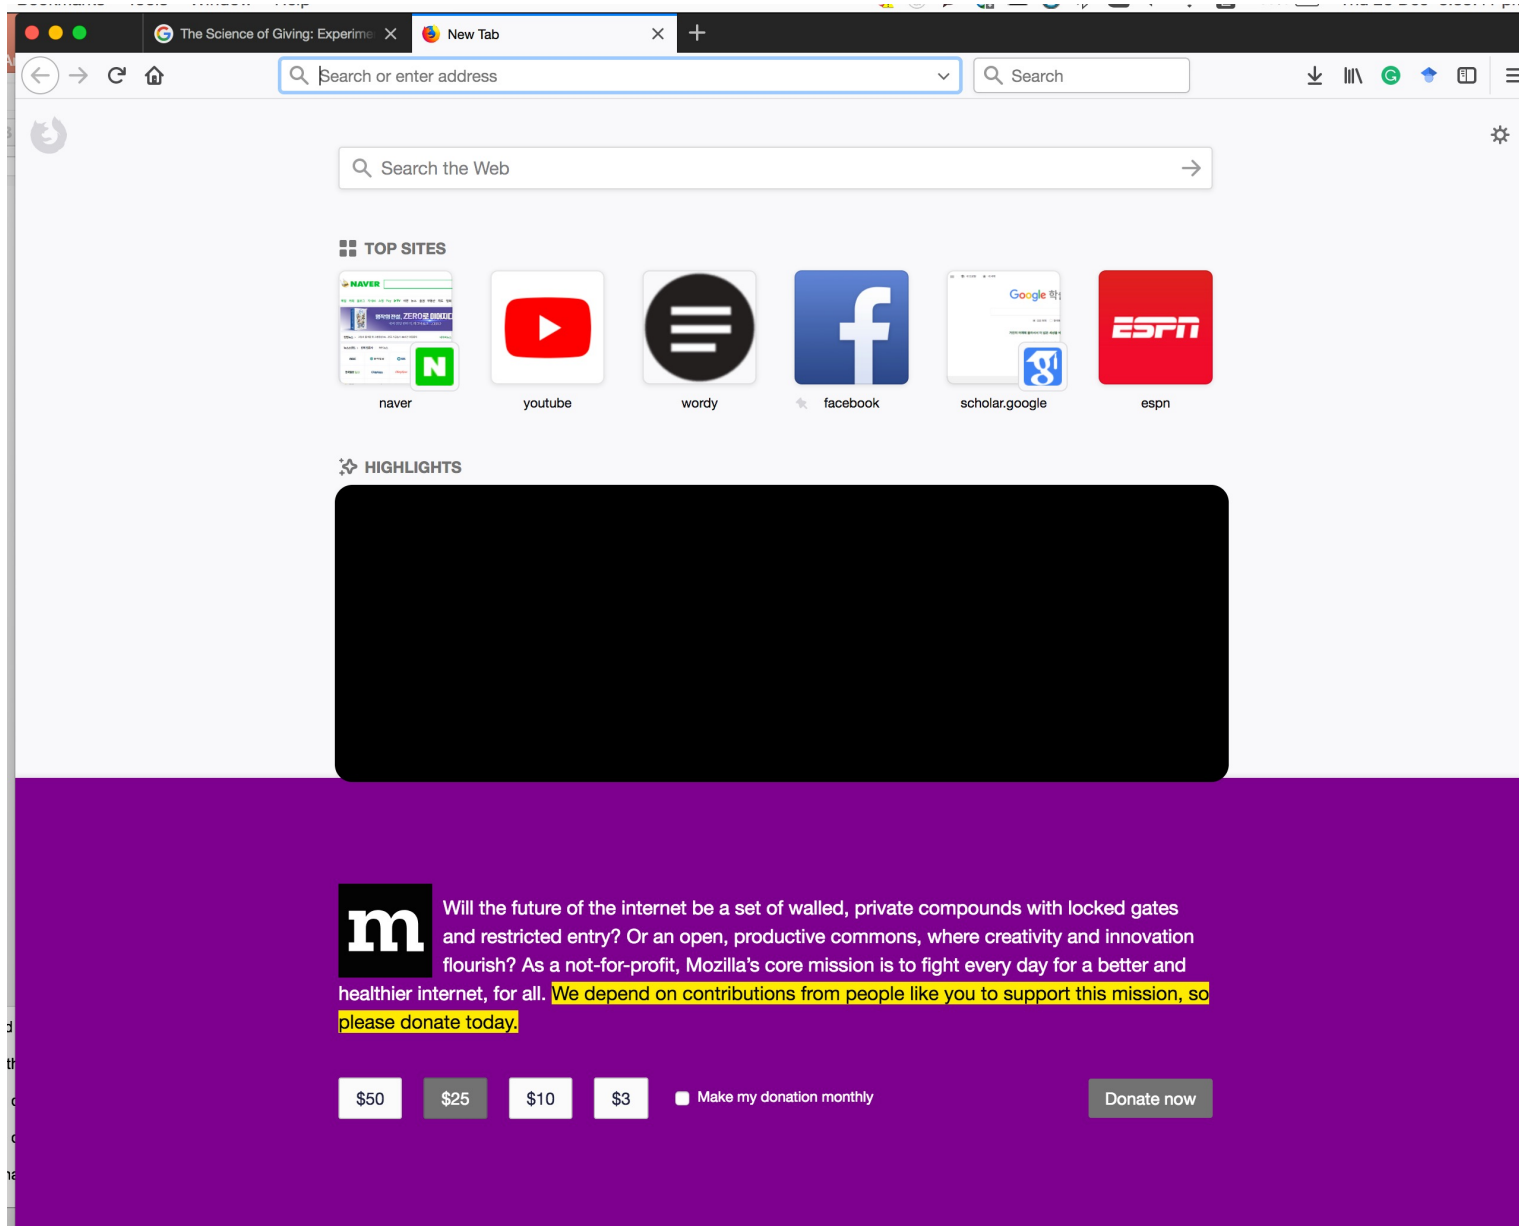 The Science of Giving: Experime
New Tab
Search or enter address
Search
Search the Web
TOP SITES
NAVER
Google
ESPN
N
naver
youtube
wordy
facebook
scholar.google
espn
HIGHLIGHTS
m
Will the future of the internet be a set of walled, private compounds with locked gates
and restricted entry? Or an open, productive commons, where creativity and innovation
flourish? As a not-for-profit, Mozilla's core mission is to fight every day for a better and
healthier internet, for all. We depend on contributions from people like you to support this mission, so
please donate today.
$50
$25
$10
$3
Make my donation monthly
Donate now